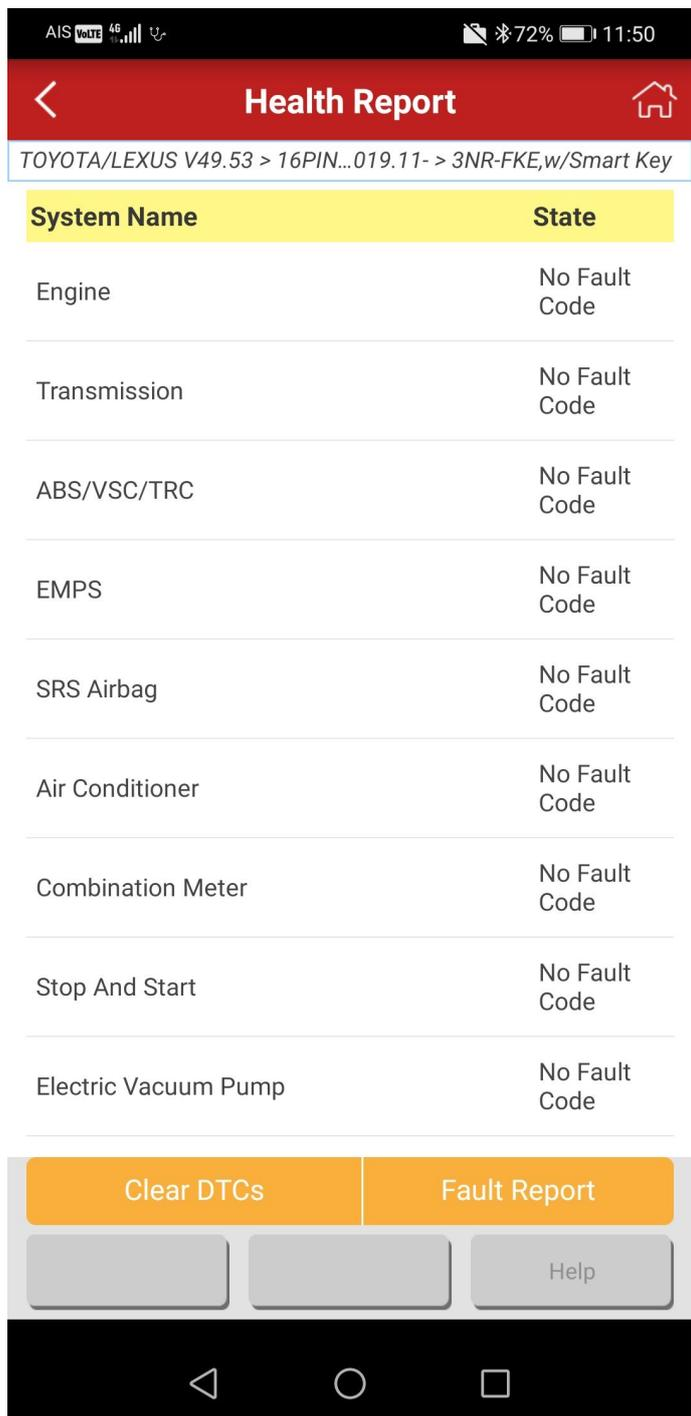 AIS VoLTE 4G 72% 11:50
Health Report
TOYOTA/LEXUS V49.53 > 16PIN...019.11- > 3NR-FKE,w/Smart Key
System Name State
Engine No Fault
Code
Transmission No Fault
Code
ABS/VSC/TRC No Fault
Code
EMPS No Fault
Code
SRS Airbag No Fault
Code
Air Conditioner No Fault
Code
Combination Meter No Fault
Code
Stop And Start No Fault
Code
Electric Vacuum Pump No Fault
Code
Clear DTCs Fault Report
Help